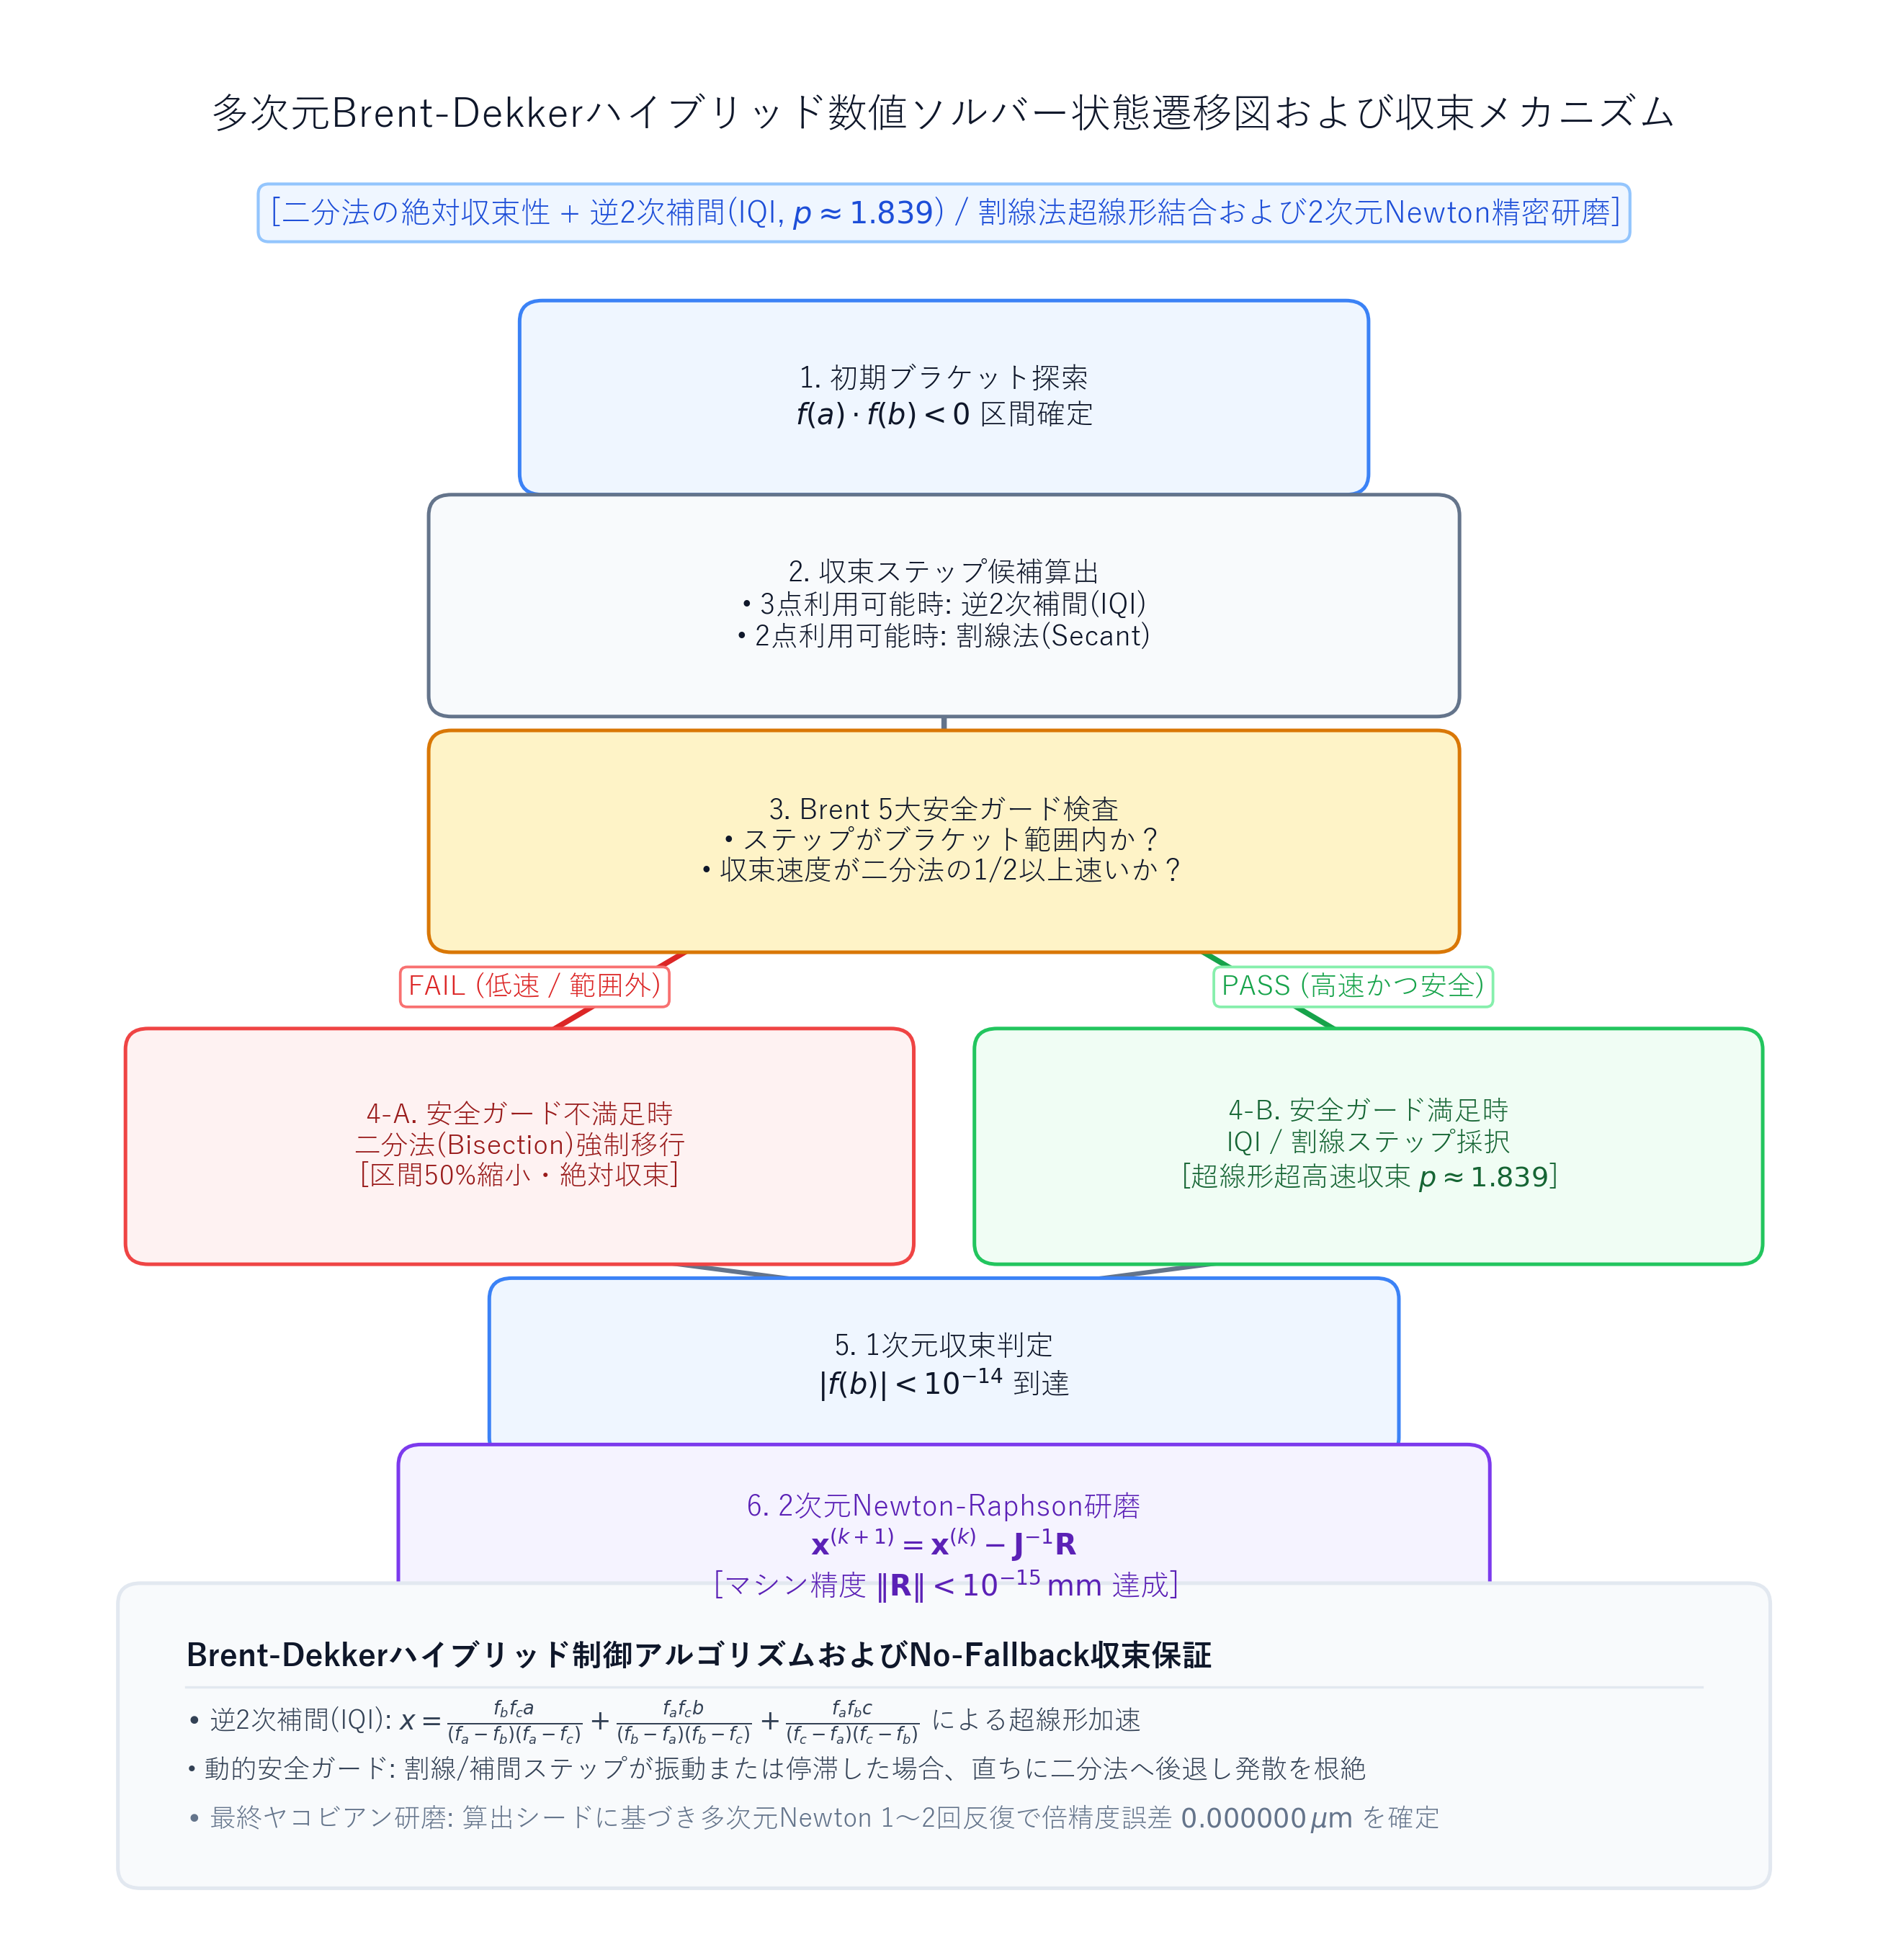 多次元Brent-Dekkerハイブリッド数値ソルバー状態遷移図および収束メカニズム
[二分法の絶対収束性 + 逆2次補間(IQI, p ≈ 1.839) / 割線法超線形結合および2次元Newton精密研磨]
1. 初期ブラケット探索
f(a) · f(b) < 0 区間確定
2. 収束ステップ候補算出
• 3点利用可能時: 逆2次補間(IQI)
• 2点利用可能時: 割線法(Secant)
3. Brent 5大安全ガード検査
• ステップがブラケット範囲内か？
• 収束速度が二分法の1/2以上速いか？
FAIL (低速 / 範囲外)
PASS (高速かつ安全)
4-A. 安全ガード不満足時
二分法(Bisection)強制移行
[区間50%縮小・絶対収束]
4-B. 安全ガード満足時
IQI / 割線ステップ採択
[超線形超高速収束 p ≈ 1.839]
5. 1次元収束判定
|f(b)| < 10⁻¹⁴ 到達
6. 2次元Newton-Raphson研磨
x⁽ᵏ⁺¹⁾ = x⁽ᵏ⁾ − J⁻¹R
[マシン精度 ‖R‖ < 10⁻¹⁵ mm 達成]
Brent-Dekkerハイブリッド制御アルゴリズムおよびNo-Fallback収束保証
• 逆2次補間(IQI): x = \frac{f_b f_c a}{(f_a − f_b)(f_a − f_c)} + \frac{f_a f_c b}{(f_b − f_a)(f_b − f_c)} + \frac{f_a f_b c}{(f_c − f_a)(f_c − f_b)} による超線形加速
• 動的安全ガード: 割線/補間ステップが振動または停滞した場合、直ちに二分法へ後退し発散を根絶
• 最終ヤコビアン研磨: 算出シードに基づき多次元Newton 1～2回反復で倍精度誤差 0.000000 μm を確定